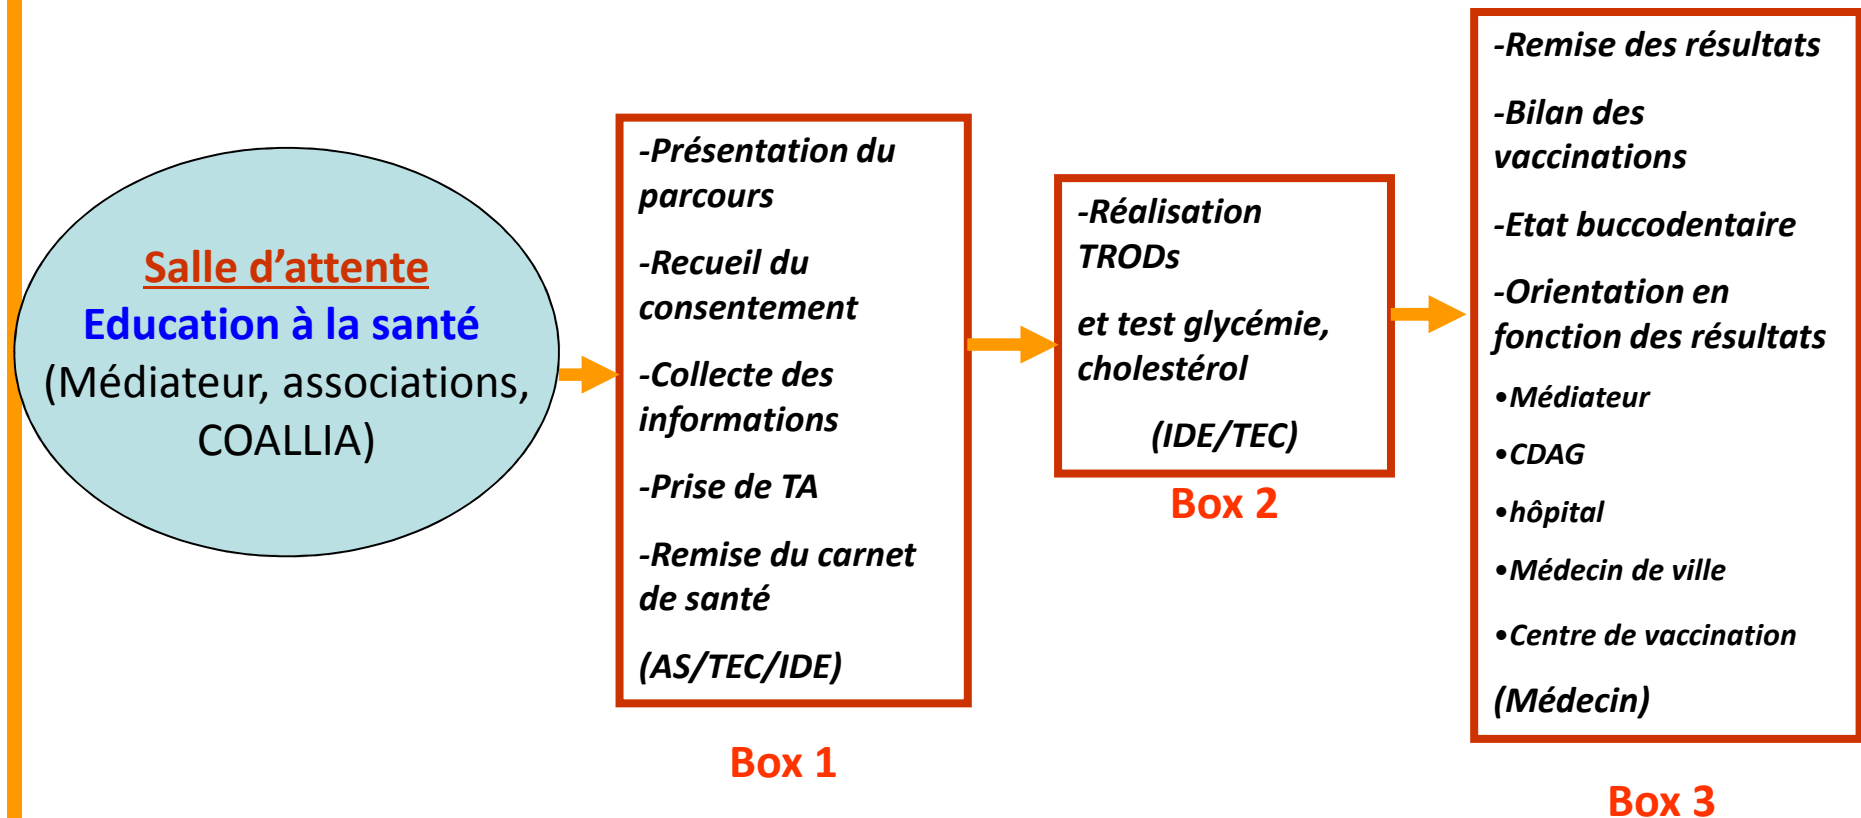 Salle d’attente
Education à la santé
(Médiateur, associations,
COALLIA)
-Présentation du
parcours
-Recueil du
consentement
-Collecte des
informations
-Prise de TA
-Remise du carnet
de santé
(AS/TEC/IDE)
Box 1
-Réalisation
TRODs
et test glycémie,
cholestérol
(IDE/TEC)
Box 2
-Remise des résultats
-Bilan des
vaccinations
-Etat buccodentaire
-Orientation en
fonction des résultats
•Médiateur
•CDAG
•hôpital
•Médecin de ville
•Centre de vaccination
(Médecin)
Box 3